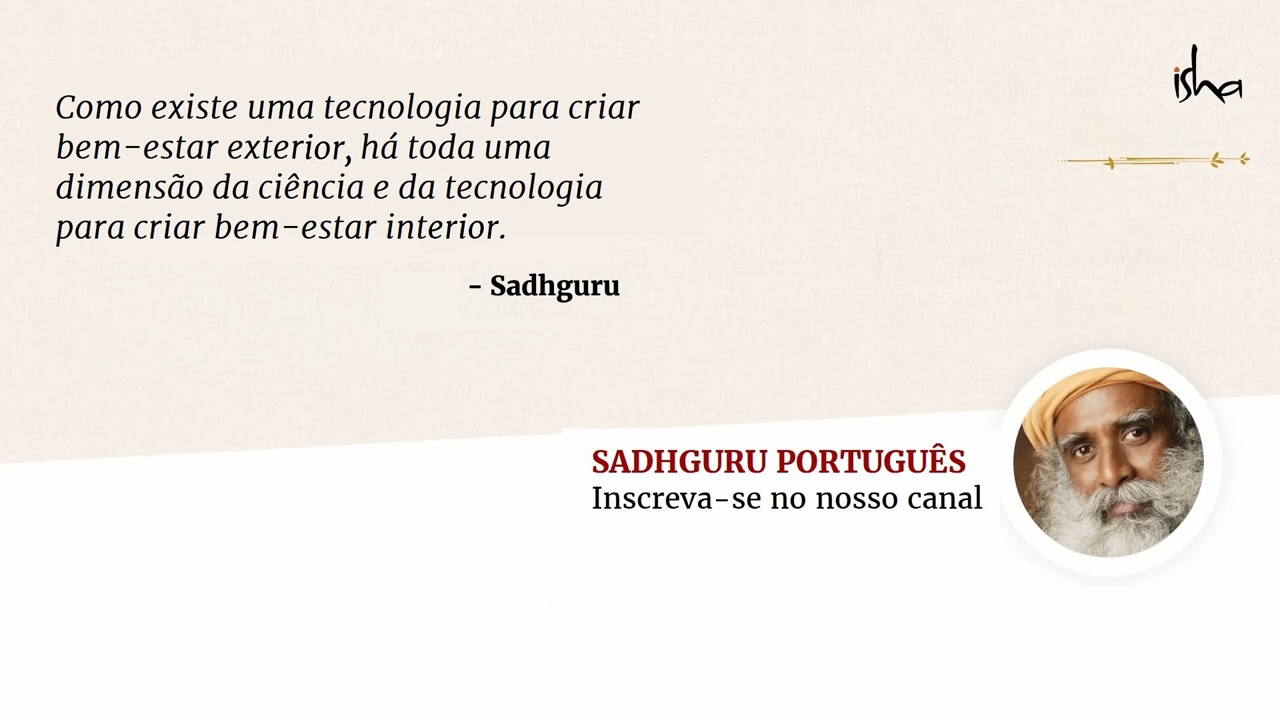 Como existe uma tecnologia para criar
bem-estar exterior, há toda uma
dimensão da ciência e da tecnologia
para criar bem-estar interior.
- Sadhguru
isha
SADHGURU PORTUGUÊS
Inscreva-se no nosso canal